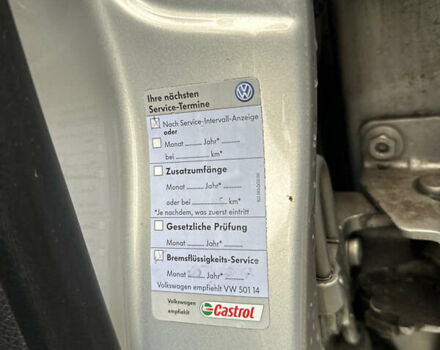 Ihre nächsten
Service-Termine
Nach Service-Intervall-Anzeige
oder
Monat Jahr*
bei km*
Zusatzumfänge
Monat Jahr*
oder bei km*
*Je nachdem, was zuerst eintritt
Gesetzliche Prüfung
Monat Jahr
Bremsflüssigkeits-Service
Monat Jahr
Volkswagen empfiehlt VW 501 14
Volkswagen
empfiehlt
Castrol